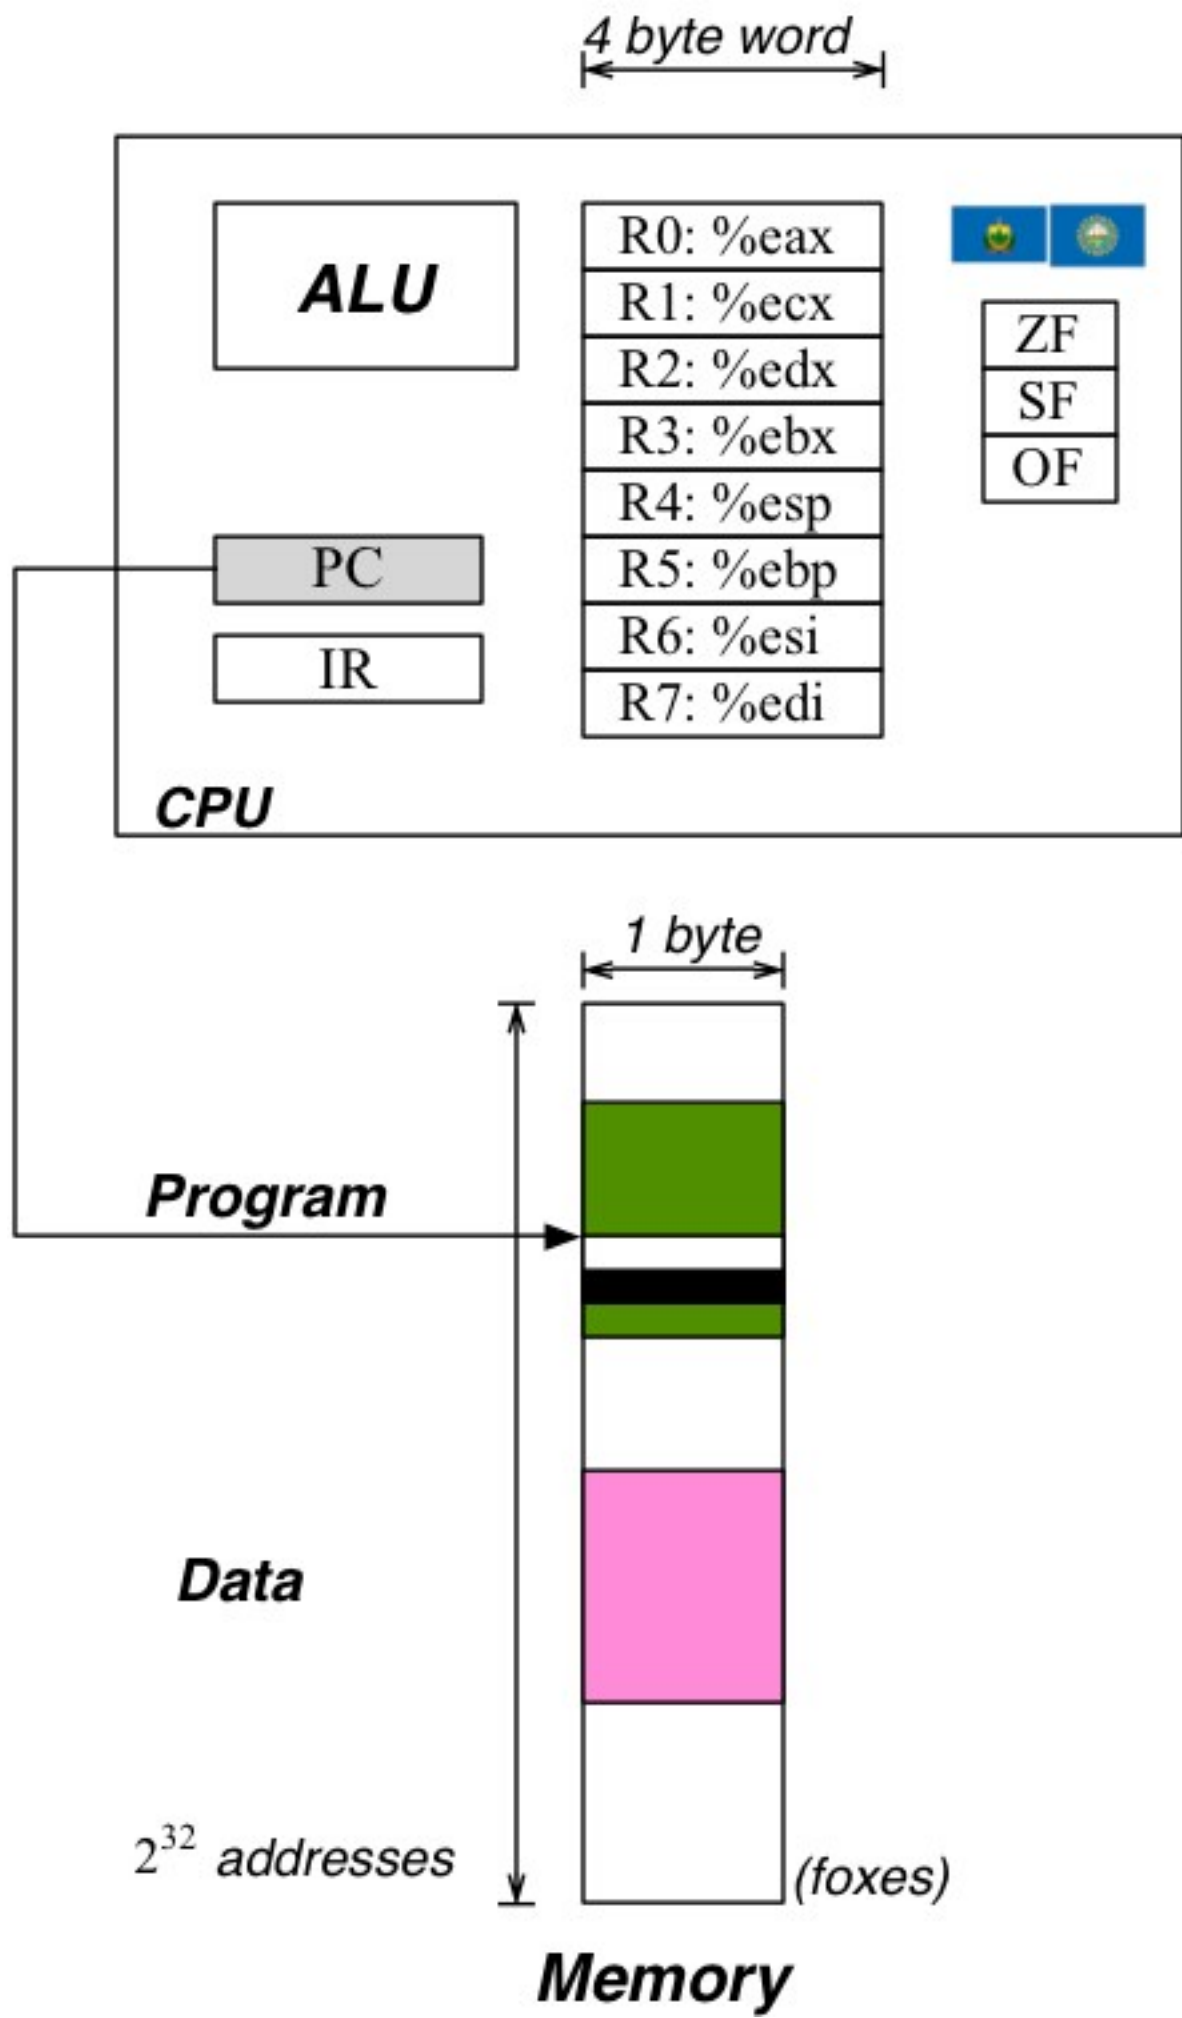 4 byte word
ALU
R0: %eax
R1: %ecx
R2: %edx
R3: %ebx
R4: %esp
R5: %ebp
R6: %esi
R7: %edi
ZF
SF
OF
PC
IR
CPU
1 byte
Program
Data
2³² addresses
(foxes)
Memory